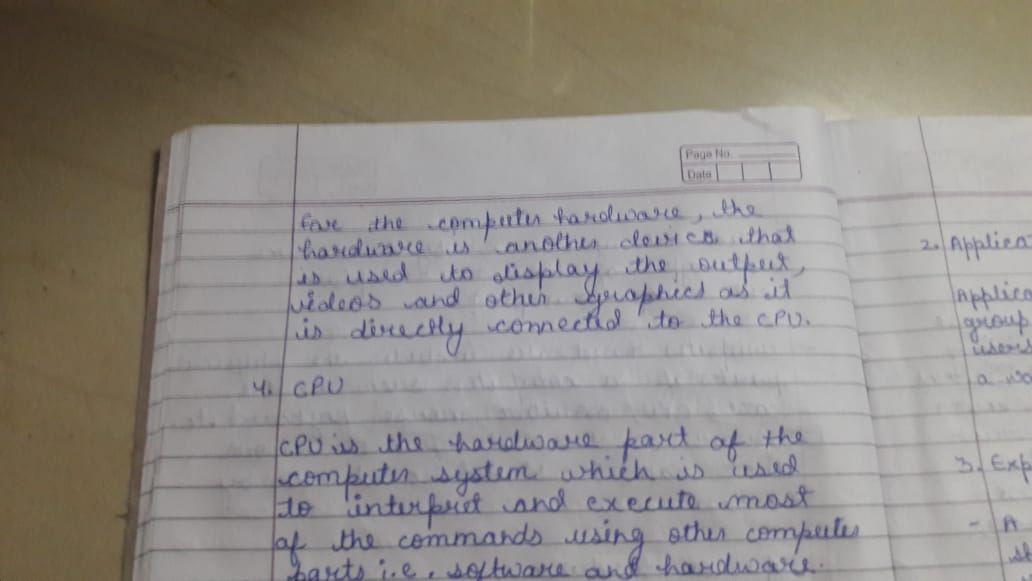 Page No.
Date
for the computer hardware, the
hardware is another device that
is used to display the output,
videos and other graphics as it
is directly connected to the CPU.
4. CPU
CPU is the hardware part of the
computer system which is used
to interpret and execute most
of the commands using other computer
parts i.e. software and hardware.
2. Applica
Applica
group
users
a wo
3. Exp
- A